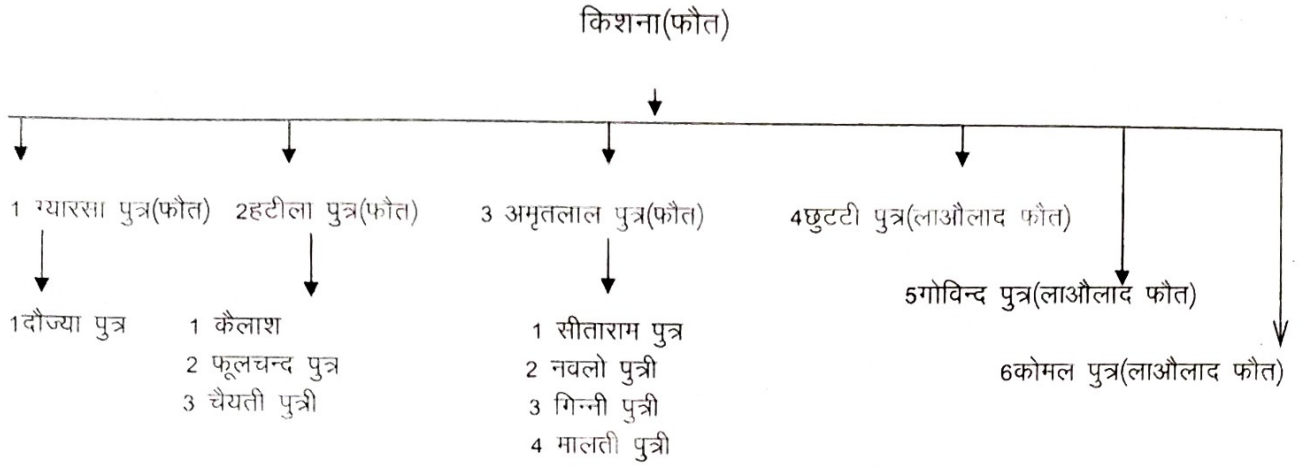 किशना(फौत)
1 ग्यारसा पुत्र(फौत) 2हटीला पुत्र(फौत) 3 अमृतलाल पुत्र(फौत) 4छुटटी पुत्र(लाऔलाद फौत)
5गोविन्द पुत्र(लाऔलाद फौत)
6कोमल पुत्र(लाऔलाद फौत)
1दौज्या पुत्र
1 कैलाश
2 फूलचन्द पुत्र
3 चैयती पुत्री
1 सीताराम पुत्र
2 नवलो पुत्री
3 गिन्नी पुत्री
4 मालती पुत्री